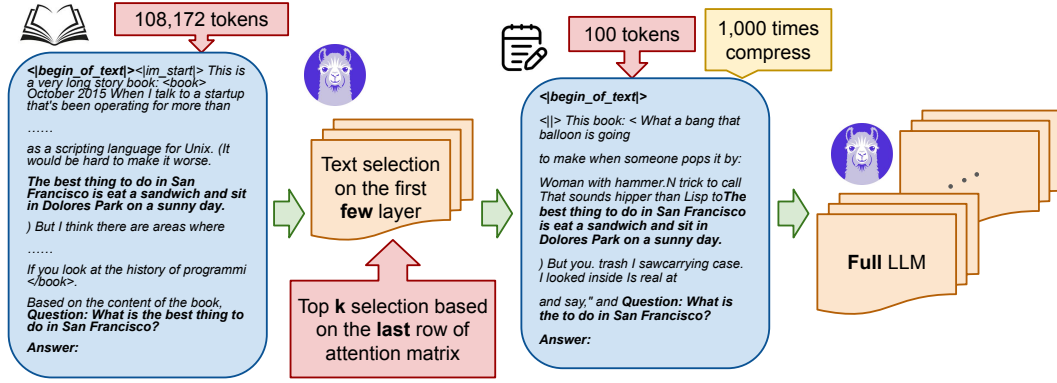 108,172 tokens
<|begin_of_text|><|im_start|> This is
a very long story book: <book>
October 2015 When I talk to a startup
that's been operating for more than
......
as a scripting language for Unix. (It
would be hard to make it worse.
The best thing to do in San
Francisco is eat a sandwich and sit
in Dolores Park on a sunny day.
) But I think there are areas where
......
If you look at the history of programmi
</book>.
Based on the content of the book,
Question: What is the best thing to
do in San Francisco?
Answer:
Text selection
on the first
few layer
Top k selection based
on the last row of
attention matrix
100 tokens
1,000 times
compress
<|begin_of_text|>
<||> This book: < What a bang that
balloon is going
to make when someone pops it by:
Woman with hammer.N trick to call
That sounds hipper than Lisp toThe
best thing to do in San Francisco
is eat a sandwich and sit in
Dolores Park on a sunny day.
) But you. trash I sawcarrying case.
I looked inside Is real at
and say," and Question: What is
the to do in San Francisco?
Answer:
Full LLM